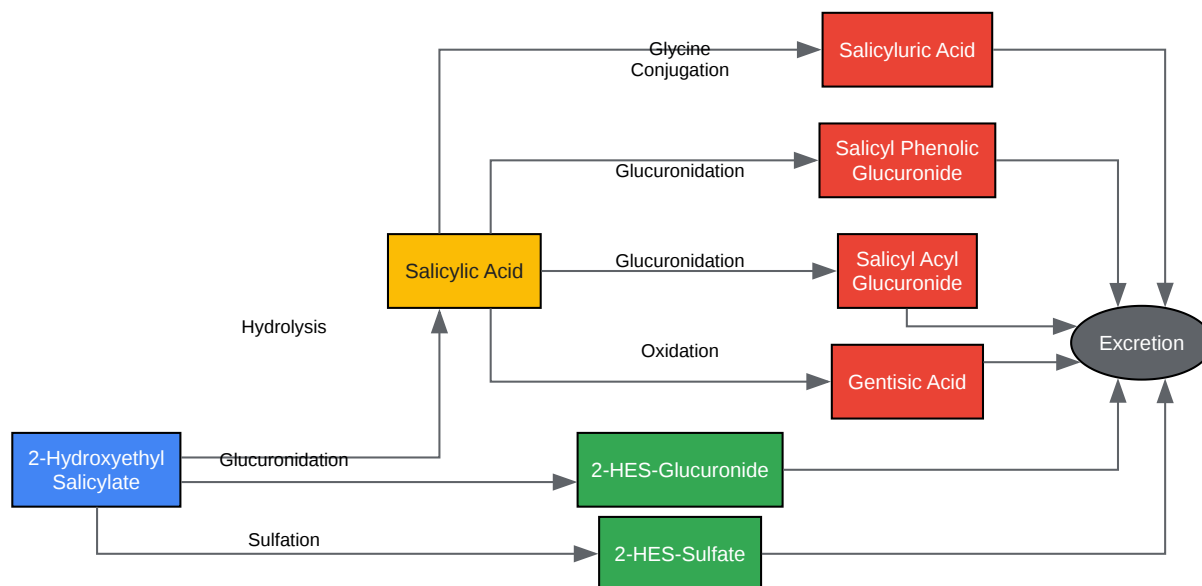 Glycine
Conjugation
Salicyluric Acid
Glucuronidation
Salicyl Phenolic
Glucuronide
Salicylic Acid
Glucuronidation
Salicyl Acyl
Glucuronide
Hydrolysis
Oxidation
Gentisic Acid
Excretion
2-Hydroxyethyl
Salicylate
Glucuronidation
2-HES-Glucuronide
Sulfation
2-HES-Sulfate